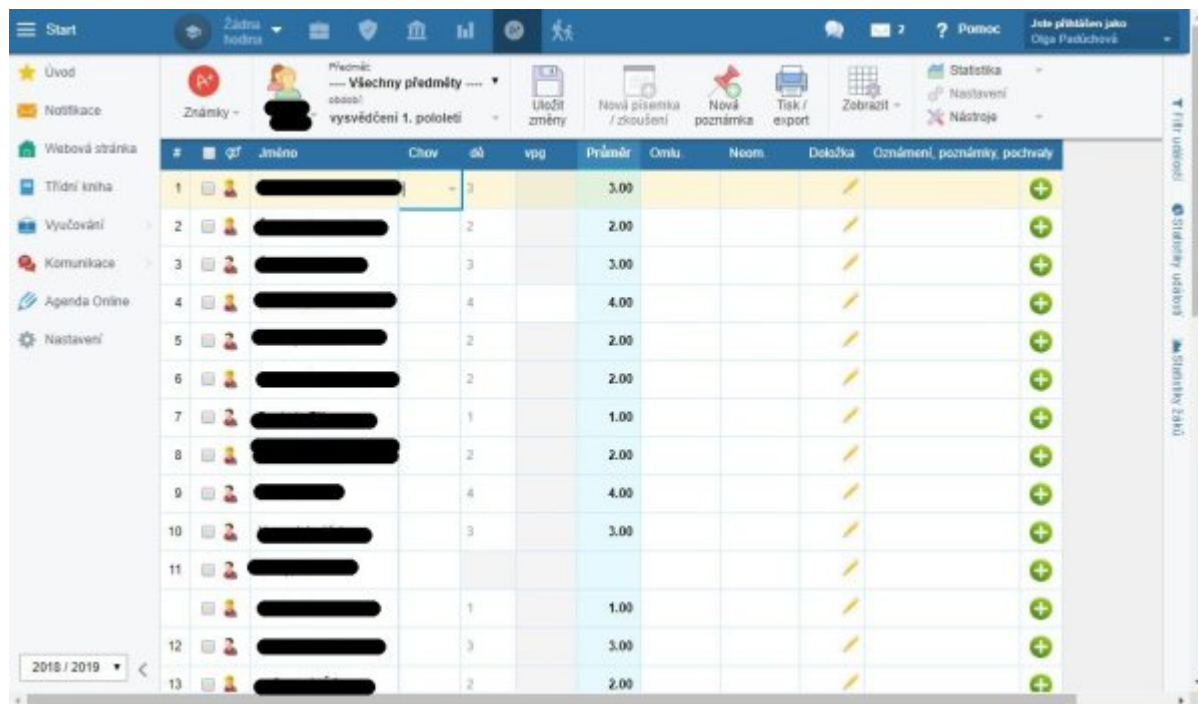 Start
Žádná
hodina
2
? Pomoc
Jste přihlášen jako
Olga Padúchová
Úvod
Notifikace
Webová stránka
Třídní kniha
Vyučování
Komunikace
Agenda Online
Nastavení
2018 / 2019
A+
Známky
Předmět:
---- Všechny předměty ----
období:
vysvědčení 1. pololetí
Uložit
změny
Nová písemka
/ zkoušení
Nová
poznámka
Tisk /
export
Zobrazit
Statistika
Nastavení
Nástroje
# Jméno Chov dě vpg Průměr Omlu. Neom. Doložka Oznámení, poznámky, pochvaly
1 3 3.00
2 2 2.00
3 3 3.00
4 4 4.00
5 2 2.00
6 2 2.00
7 1 1.00
8 2 2.00
9 4 4.00
10 3 3.00
11
1 1.00
12 3 3.00
13 2 2.00
Filtr událostí
Statistiky událostí
Statistiky žáků